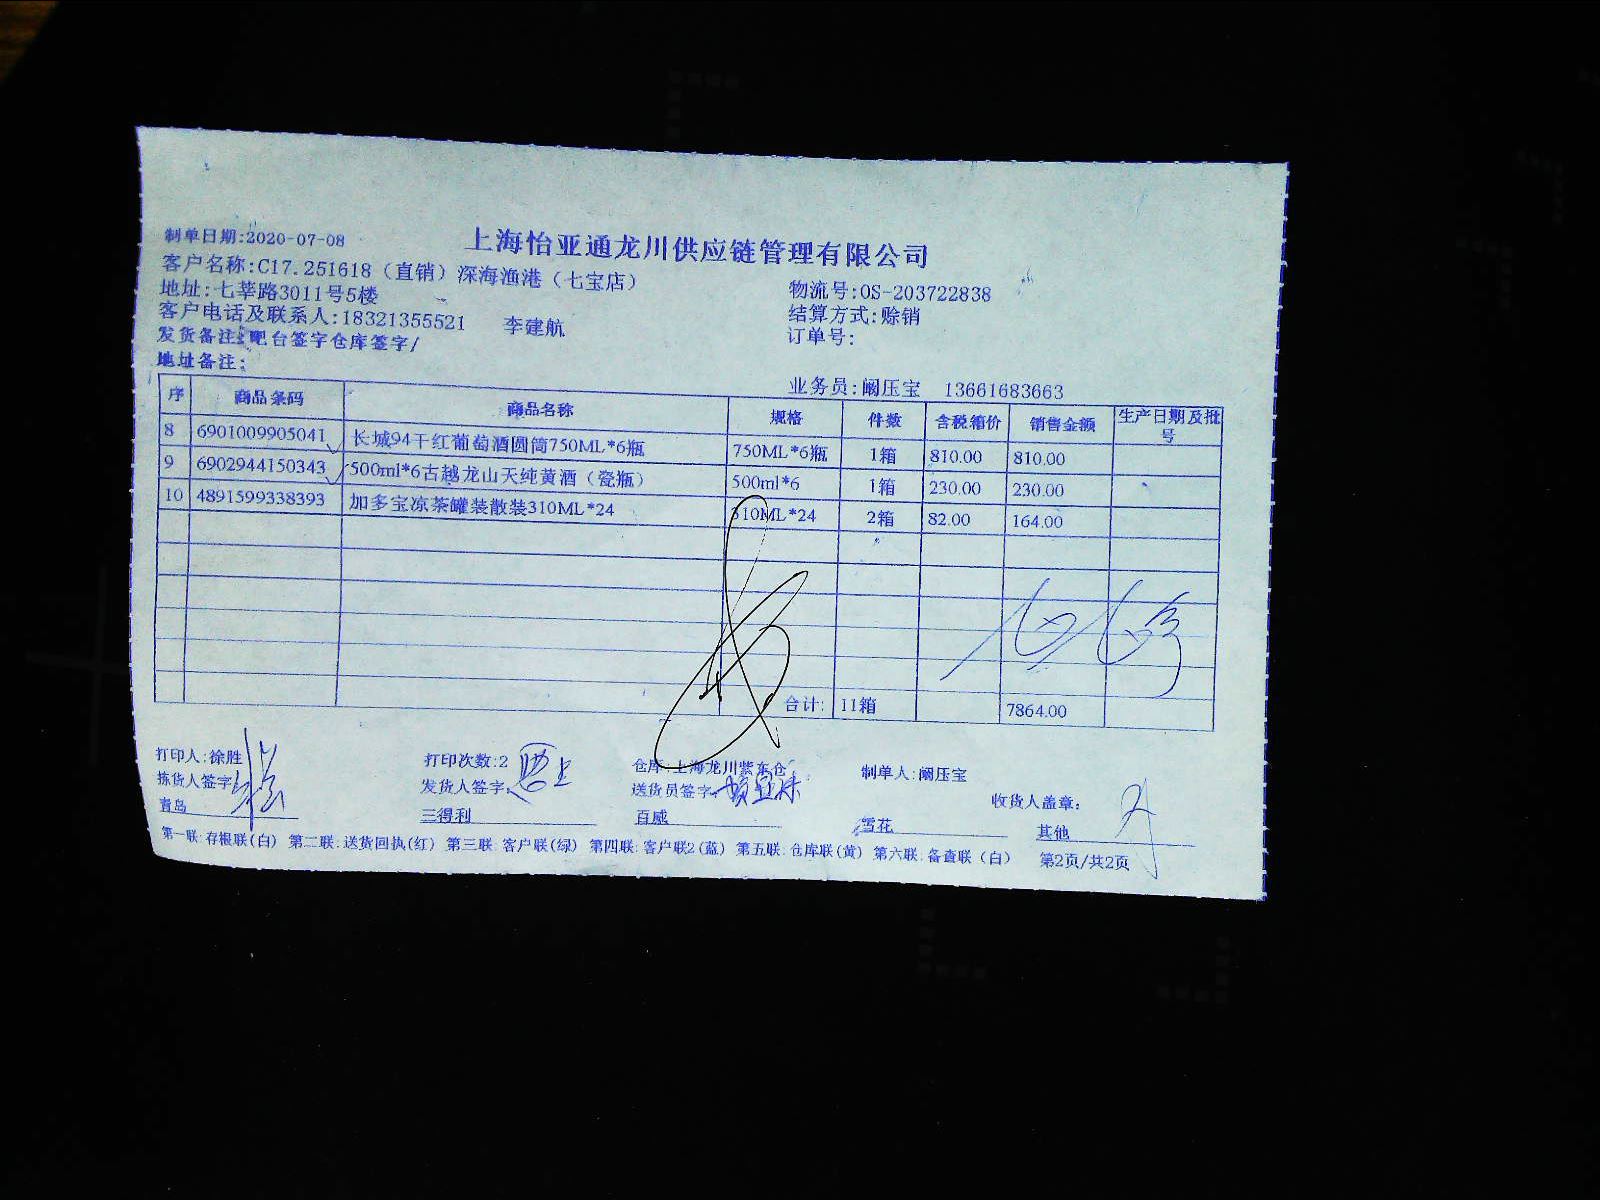 上海怡亚通龙川供应链管理有限公司
制单日期:2020-07-08
客户名称:C17.251618（直销）深海渔港（七宝店）
物流号:OS-203722838
地址:七莘路3011号5楼
结算方式:赊销
客户电话及联系人:18321355521 李建航
订单号:
发货备注:吧台签字仓库签字/
地址备注:
业务员:阚压宝 13661683663
序 商品条码 商品名称 规格 件数 含税箱价 销售金额 生产日期及批号
8 6901009905041 长城94干红葡萄酒圆筒750ML*6瓶 750ML*6瓶 1箱 810.00 810.00
9 6902944150343 500ml*6古越龙山天纯黄酒（瓷瓶） 500ml*6 1箱 230.00 230.00
10 4891599338393 加多宝凉茶罐装散装310ML*24 310ML*24 2箱 82.00 164.00
合计: 11箱 7864.00
打印人:徐胜 打印次数:2 仓库:上海龙川紫东仓 制单人:阚压宝
拣货人签字: 发货人签字: 送货员签字: 收货人盖章:
青岛 三得利 百威 雪花 其他
第一联:存根联(白) 第二联:送货回执(红) 第三联:客户联(绿) 第四联:客户联2(蓝) 第五联:仓库联(黄) 第六联:备查联（白） 第2页/共2页